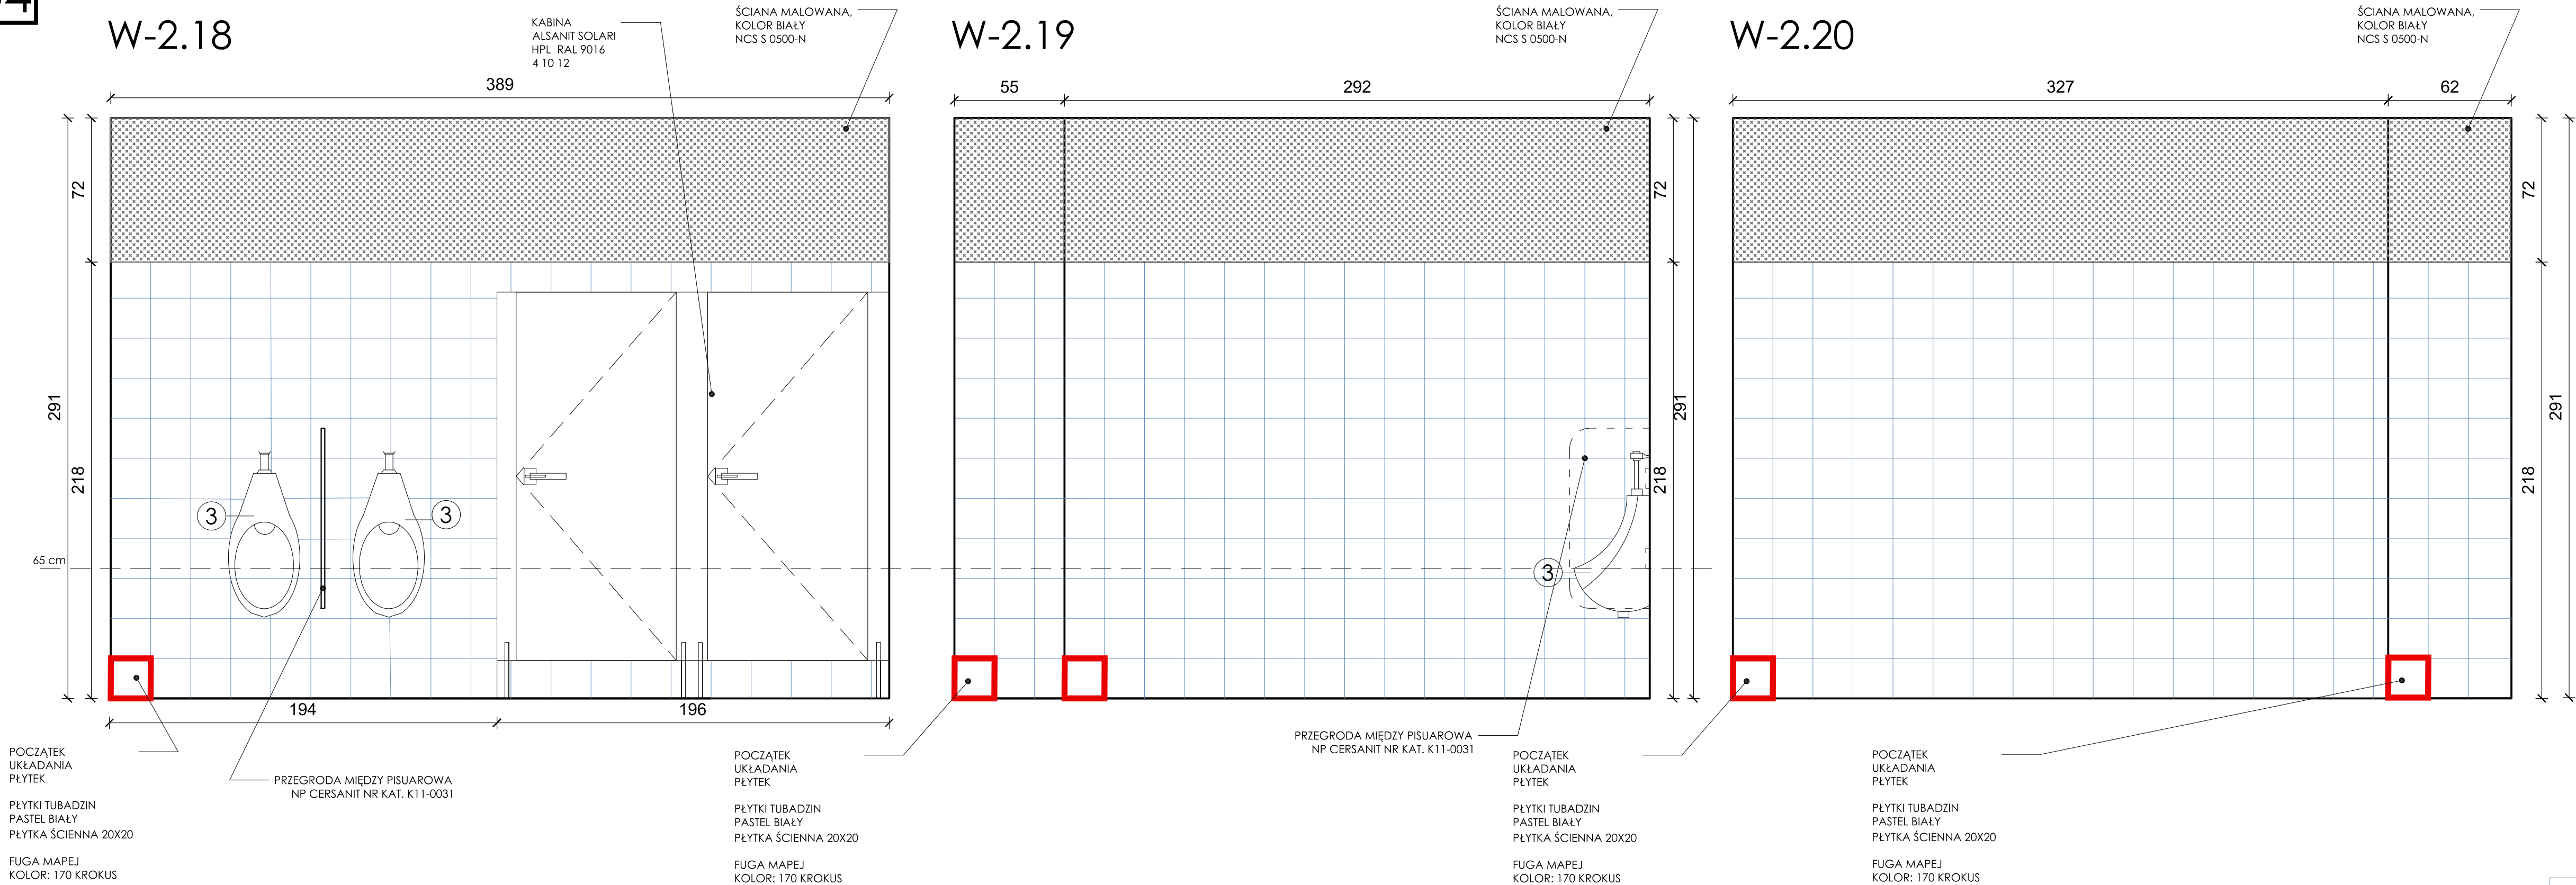 W-2.18
KABINA
ALSANIT SOLARI
HPL RAL 9016
4 10 12
ŚCIANA MALOWANA,
KOLOR BIAŁY
NCS S 0500-N
389
72
291
218
65 cm
3
3
194
196
POCZĄTEK
UKŁADANIA
PŁYTEK
PŁYTKI TUBADZIN
PASTEL BIAŁY
PŁYTKA ŚCIENNA 20X20
FUGA MAPEJ
KOLOR: 170 KROKUS
PRZEGRODA MIĘDZY PISUAROWA
NP CERSANIT NR KAT. K11-0031
W-2.19
ŚCIANA MALOWANA,
KOLOR BIAŁY
NCS S 0500-N
55
292
72
291
218
3
POCZĄTEK
UKŁADANIA
PŁYTEK
PŁYTKI TUBADZIN
PASTEL BIAŁY
PŁYTKA ŚCIENNA 20X20
FUGA MAPEJ
KOLOR: 170 KROKUS
PRZEGRODA MIĘDZY PISUAROWA
NP CERSANIT NR KAT. K11-0031
W-2.20
ŚCIANA MALOWANA,
KOLOR BIAŁY
NCS S 0500-N
327
62
72
291
218
POCZĄTEK
UKŁADANIA
PŁYTEK
PŁYTKI TUBADZIN
PASTEL BIAŁY
PŁYTKA ŚCIENNA 20X20
FUGA MAPEJ
KOLOR: 170 KROKUS
POCZĄTEK
UKŁADANIA
PŁYTEK
PŁYTKI TUBADZIN
PASTEL BIAŁY
PŁYTKA ŚCIENNA 20X20
FUGA MAPEJ
KOLOR: 170 KROKUS